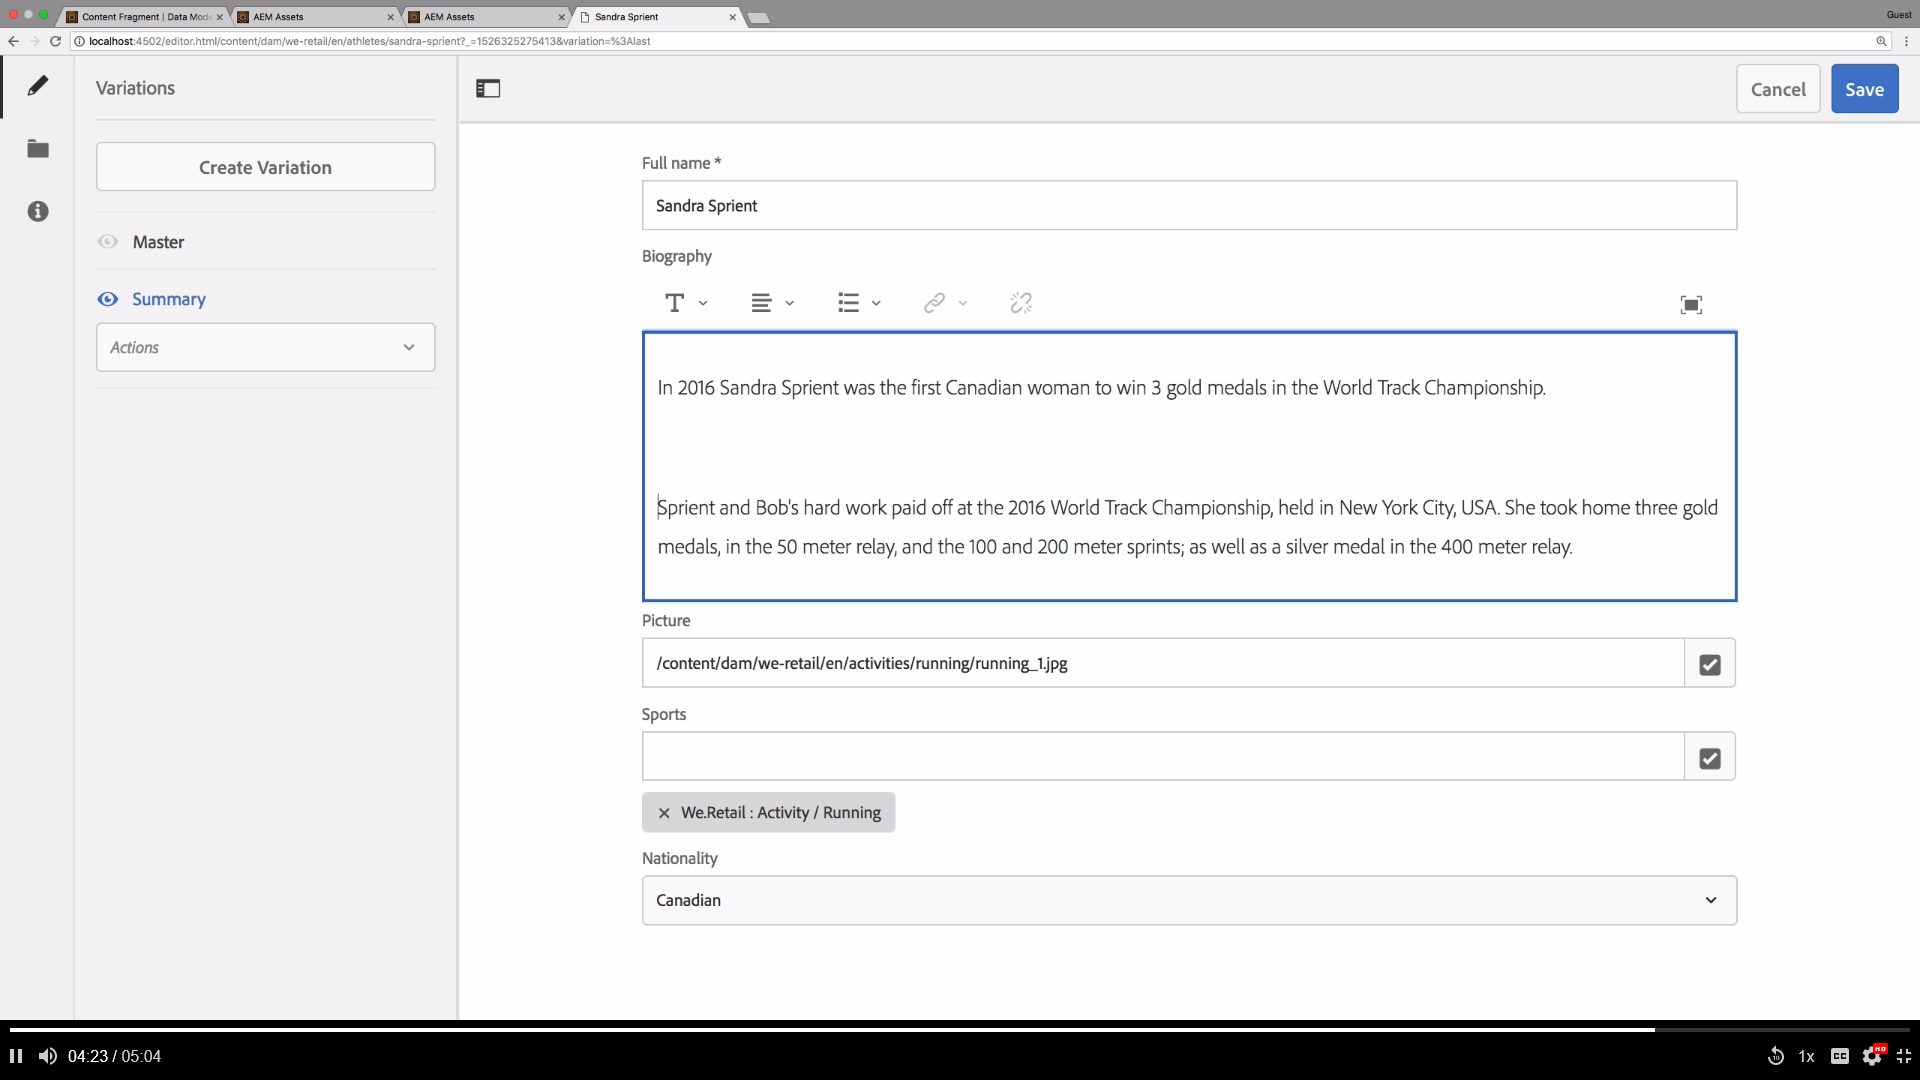 Content Fragment | Data Mode
AEM Assets
AEM Assets
Sandra Sprient
Guest
localhost:4502/editor.html/content/dam/we-retail/en/athletes/sandra-sprient?_=1526325275413&variation=%3Alast
Variations
Cancel
Save
Create Variation
Master
Summary
Actions
Full name *
Sandra Sprient
Biography
In 2016 Sandra Sprient was the first Canadian woman to win 3 gold medals in the World Track Championship.
Sprient and Bob's hard work paid off at the 2016 World Track Championship, held in New York City, USA. She took home three gold
medals, in the 50 meter relay, and the 100 and 200 meter sprints; as well as a silver medal in the 400 meter relay.
Picture
/content/dam/we-retail/en/activities/running/running_1.jpg
Sports
We.Retail : Activity / Running
Nationality
Canadian
04:23 / 05:04
10
1x
CC
HD